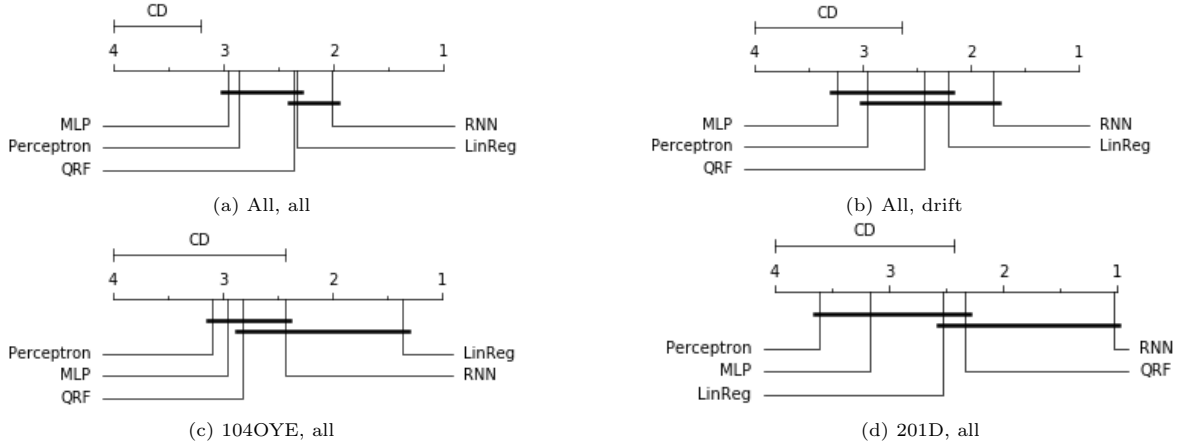 CD
4 3 2 1
MLP RNN
Perceptron LinReg
QRF
(a) All, all
CD
4 3 2 1
MLP RNN
Perceptron LinReg
QRF
(b) All, drift
CD
4 3 2 1
Perceptron LinReg
MLP RNN
QRF
(c) 104OYE, all
CD
4 3 2 1
Perceptron RNN
MLP QRF
LinReg
(d) 201D, all